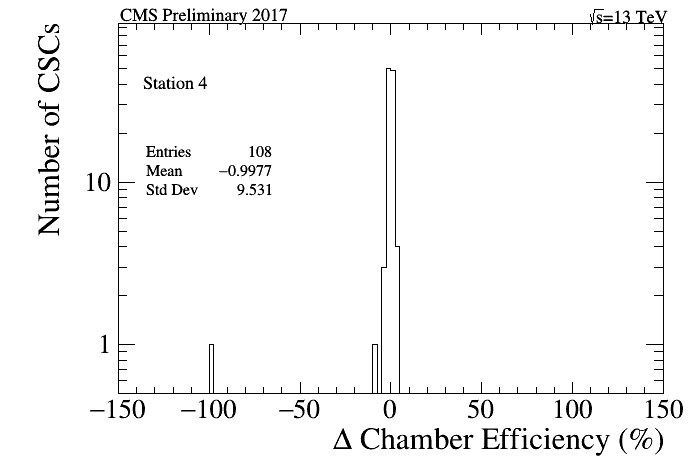 CMS Preliminary 2017
√s=13 TeV
Number of CSCs
Station 4
Entries 108
Mean −0.9977
Std Dev 9.531
10
1
−150 −100 −50 0 50 100 150
Δ Chamber Efficiency (%)